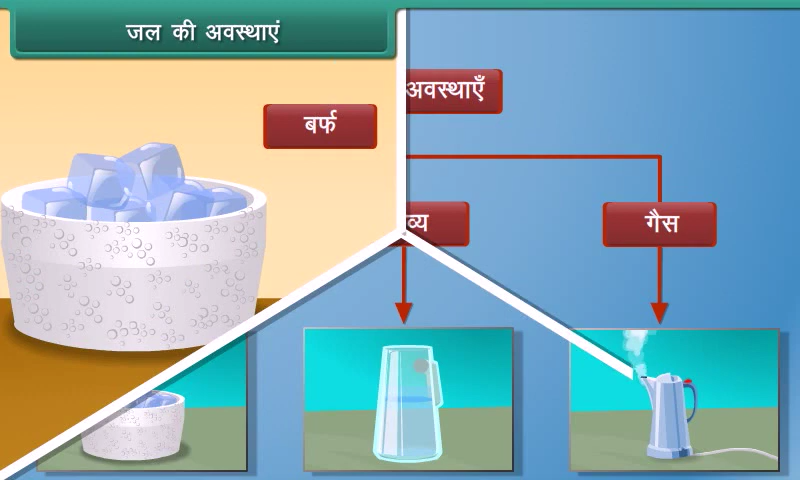 जल की अवस्थाएं
अवस्थाएँ
बर्फ
व्य
गैस